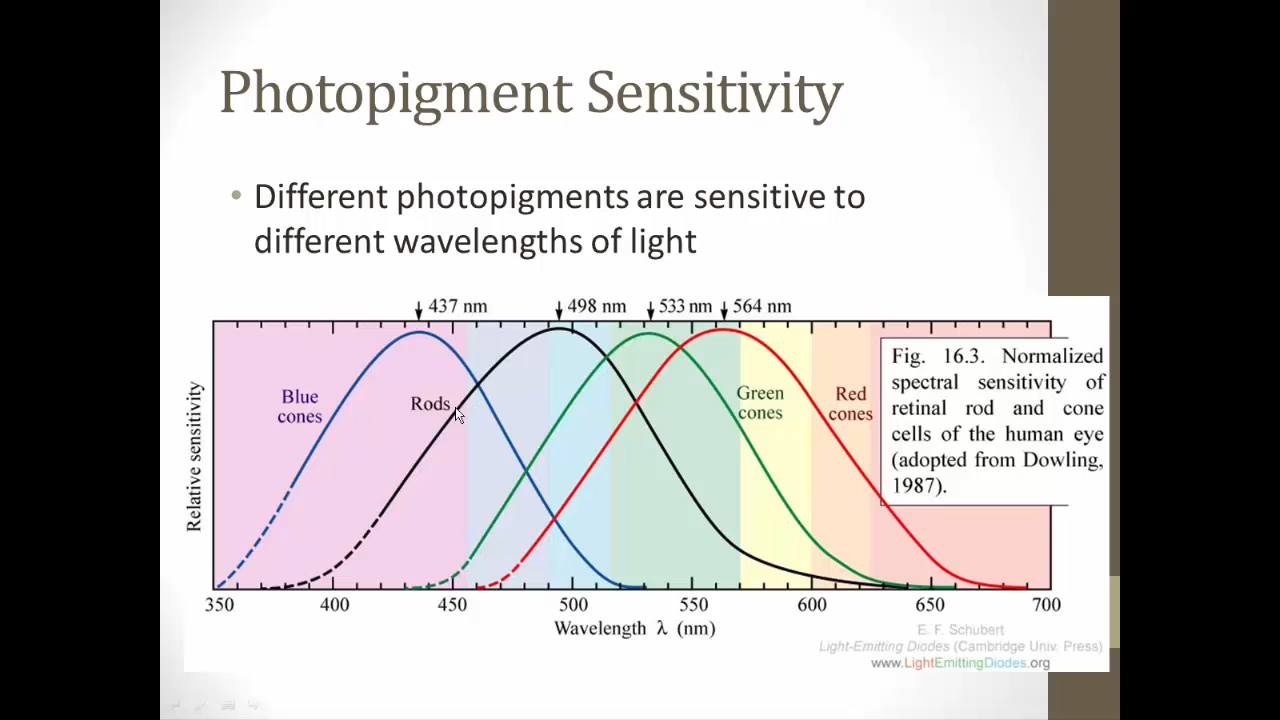 Photopigment Sensitivity
• Different photopigments are sensitive to
different wavelengths of light
437 nm 498 nm 533 nm 564 nm
Relative sensitivity
Blue
cones
Rods
Green
cones
Red
cones
Fig. 16.3. Normalized
spectral sensitivity of
retinal rod and cone
cells of the human eye
(adopted from Dowling,
1987).
350 400 450 500 550 600 650 700
Wavelength λ (nm)
E. F. Schubert
Light-Emitting Diodes (Cambridge Univ. Press)
www.LightEmittingDiodes.org